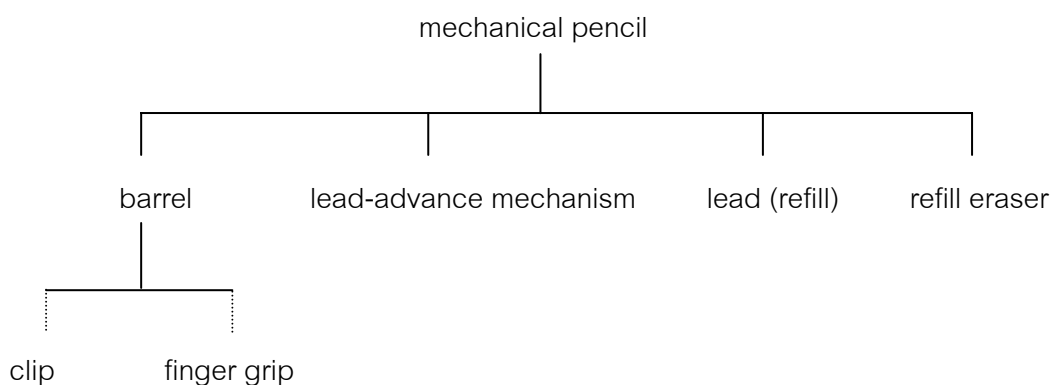 mechanical pencil
barrel lead-advance mechanism lead (refill) refill eraser
clip finger grip